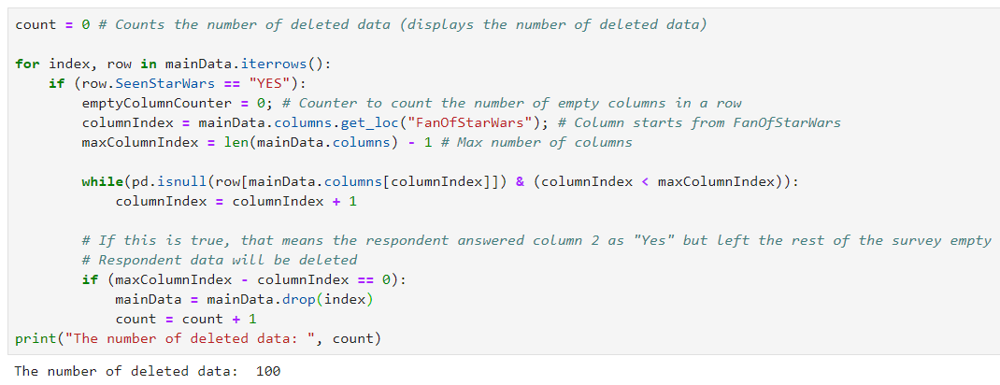 count = 0 # Counts the number of deleted data (displays the number of deleted data)
for index, row in mainData.iterrows():
    if (row.SeenStarWars == "YES"):
        emptyColumnCounter = 0; # Counter to count the number of empty columns in a row
        columnIndex = mainData.columns.get_loc("FanOfStarWars"); # Column starts from FanOfStarWars
        maxColumnIndex = len(mainData.columns) - 1 # Max number of columns
        while(pd.isnull(row[mainData.columns[columnIndex]]) & (columnIndex < maxColumnIndex)):
            columnIndex = columnIndex + 1
        # If this is true, that means the respondent answered column 2 as "Yes" but left the rest of the survey empty
        # Respondent data will be deleted
        if (maxColumnIndex - columnIndex == 0):
            mainData = mainData.drop(index)
            count = count + 1
print("The number of deleted data: ", count)
The number of deleted data:  100